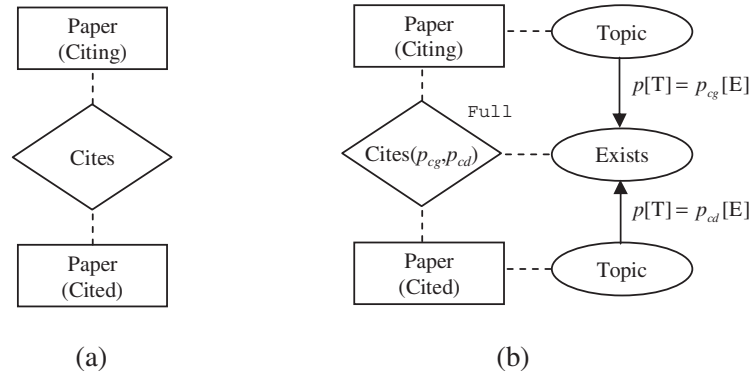 Paper
(Citing)
Cites
Paper
(Cited)
(a)
Paper
(Citing)
Topic
p[T] = p_cg[E]
Full
Cites(p_cg,p_cd)
Exists
p[T] = p_cd[E]
Paper
(Cited)
Topic
(b)